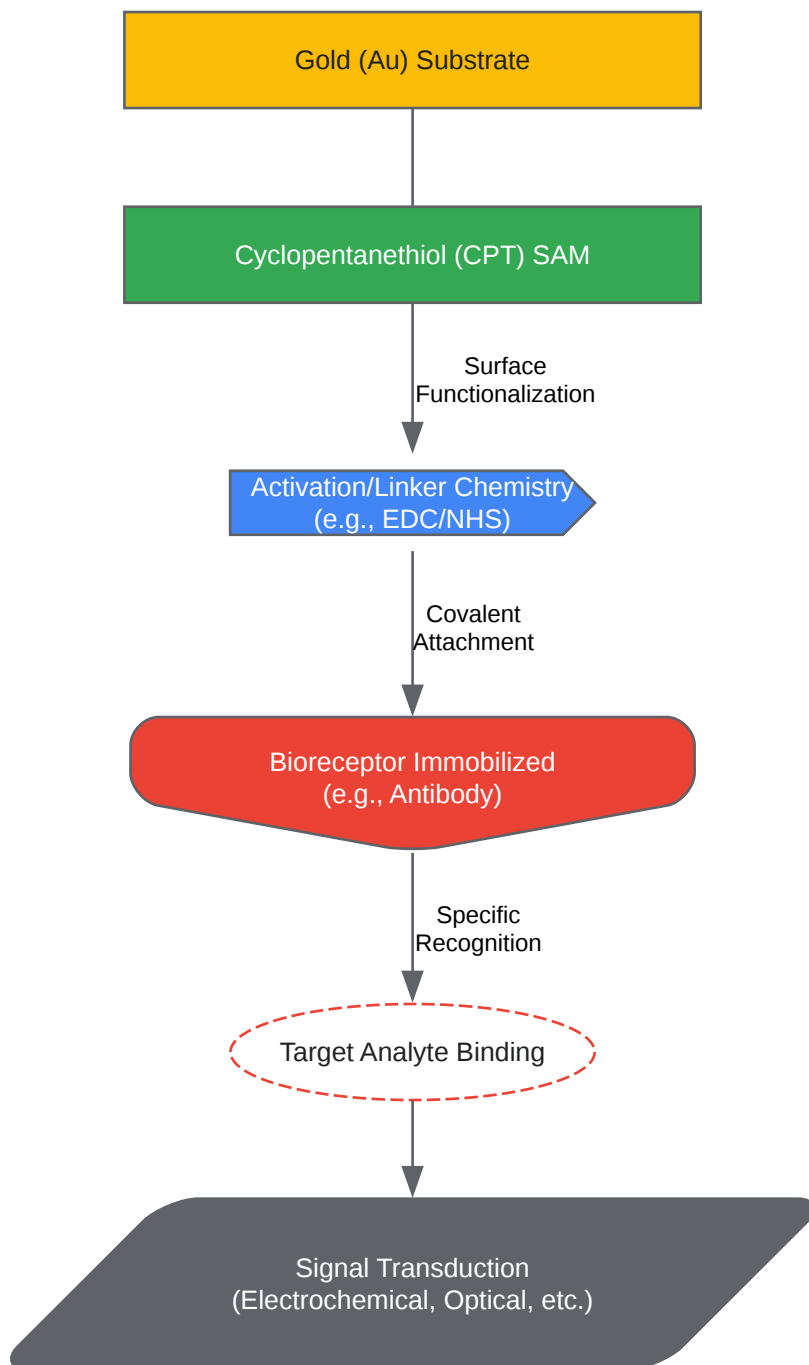 Gold (Au) Substrate
Cyclopentanethiol (CPT) SAM
Surface
Functionalization
Activation/Linker Chemistry
(e.g., EDC/NHS)
Covalent
Attachment
Bioreceptor Immobilized
(e.g., Antibody)
Specific
Recognition
Target Analyte Binding
Signal Transduction
(Electrochemical, Optical, etc.)